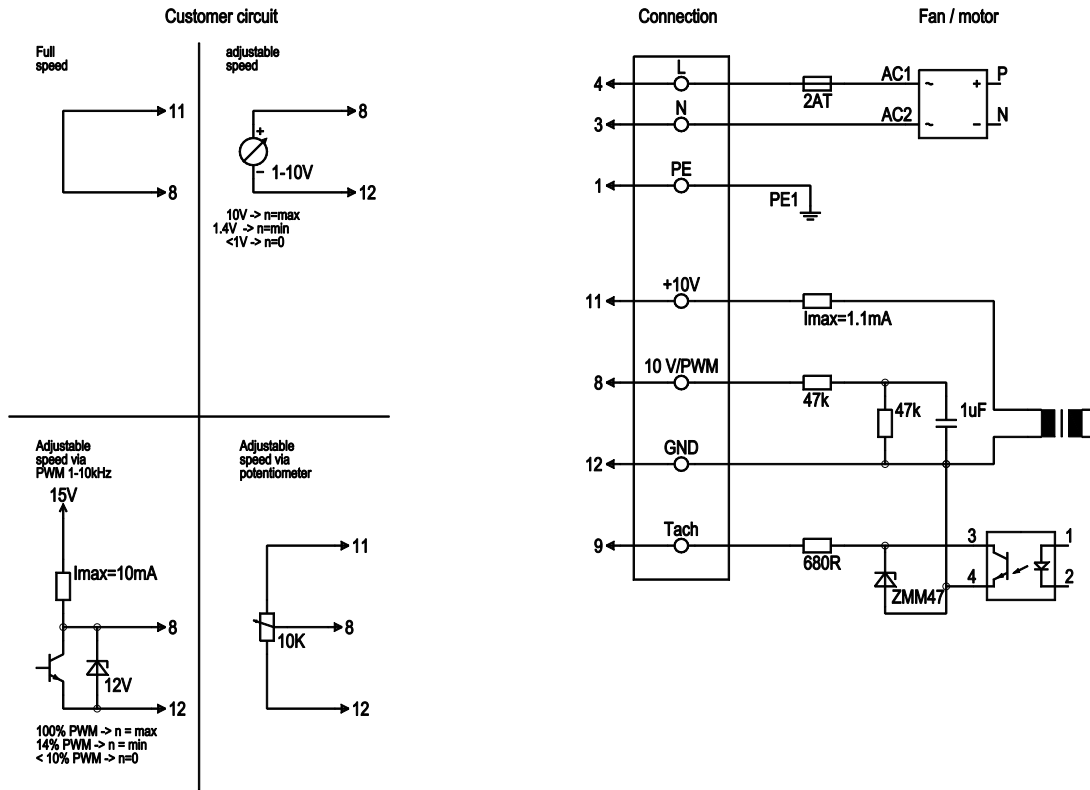 Customer circuit
Full
speed
11
8
adjustable
speed
+
8
−
1-10V
12
10V -> n=max
1.4V -> n=min
<1V -> n=0
Adjustable
speed via
PWM 1-10kHz
15V
Imax=10mA
8
12V
12
100% PWM -> n = max
14% PWM -> n = min
< 10% PWM -> n=0
Adjustable
speed via
potentiometer
11
8
10K
12
Connection
Fan / motor
4
L
2AT
AC1
~
+
P
3
N
AC2
~
−
N
1
PE
PE1
11
+10V
Imax=1.1mA
8
10 V/PWM
47k
47k
1uF
12
GND
9
Tach
680R
ZMM47
3
4
1
2